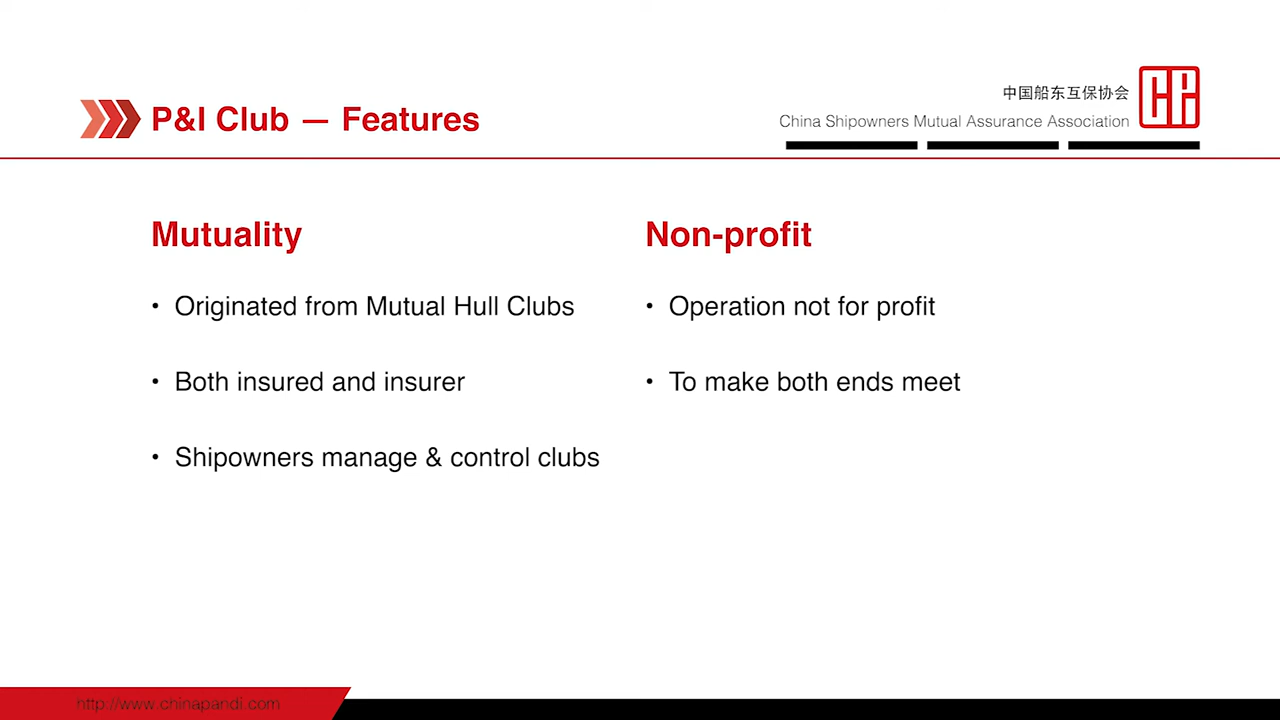 P&I Club — Features
中国船东互保协会
China Shipowners Mutual Assurance Association
CPI
Mutuality
• Originated from Mutual Hull Clubs
• Both insured and insurer
• Shipowners manage & control clubs
Non-profit
• Operation not for profit
• To make both ends meet
http://www.chinapandi.com